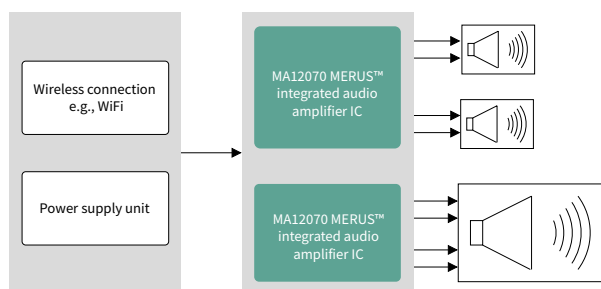 Wireless connection
e.g., WiFi
Power supply unit
MA12070 MERUS™
integrated audio
amplifier IC
MA12070 MERUS™
integrated audio
amplifier IC